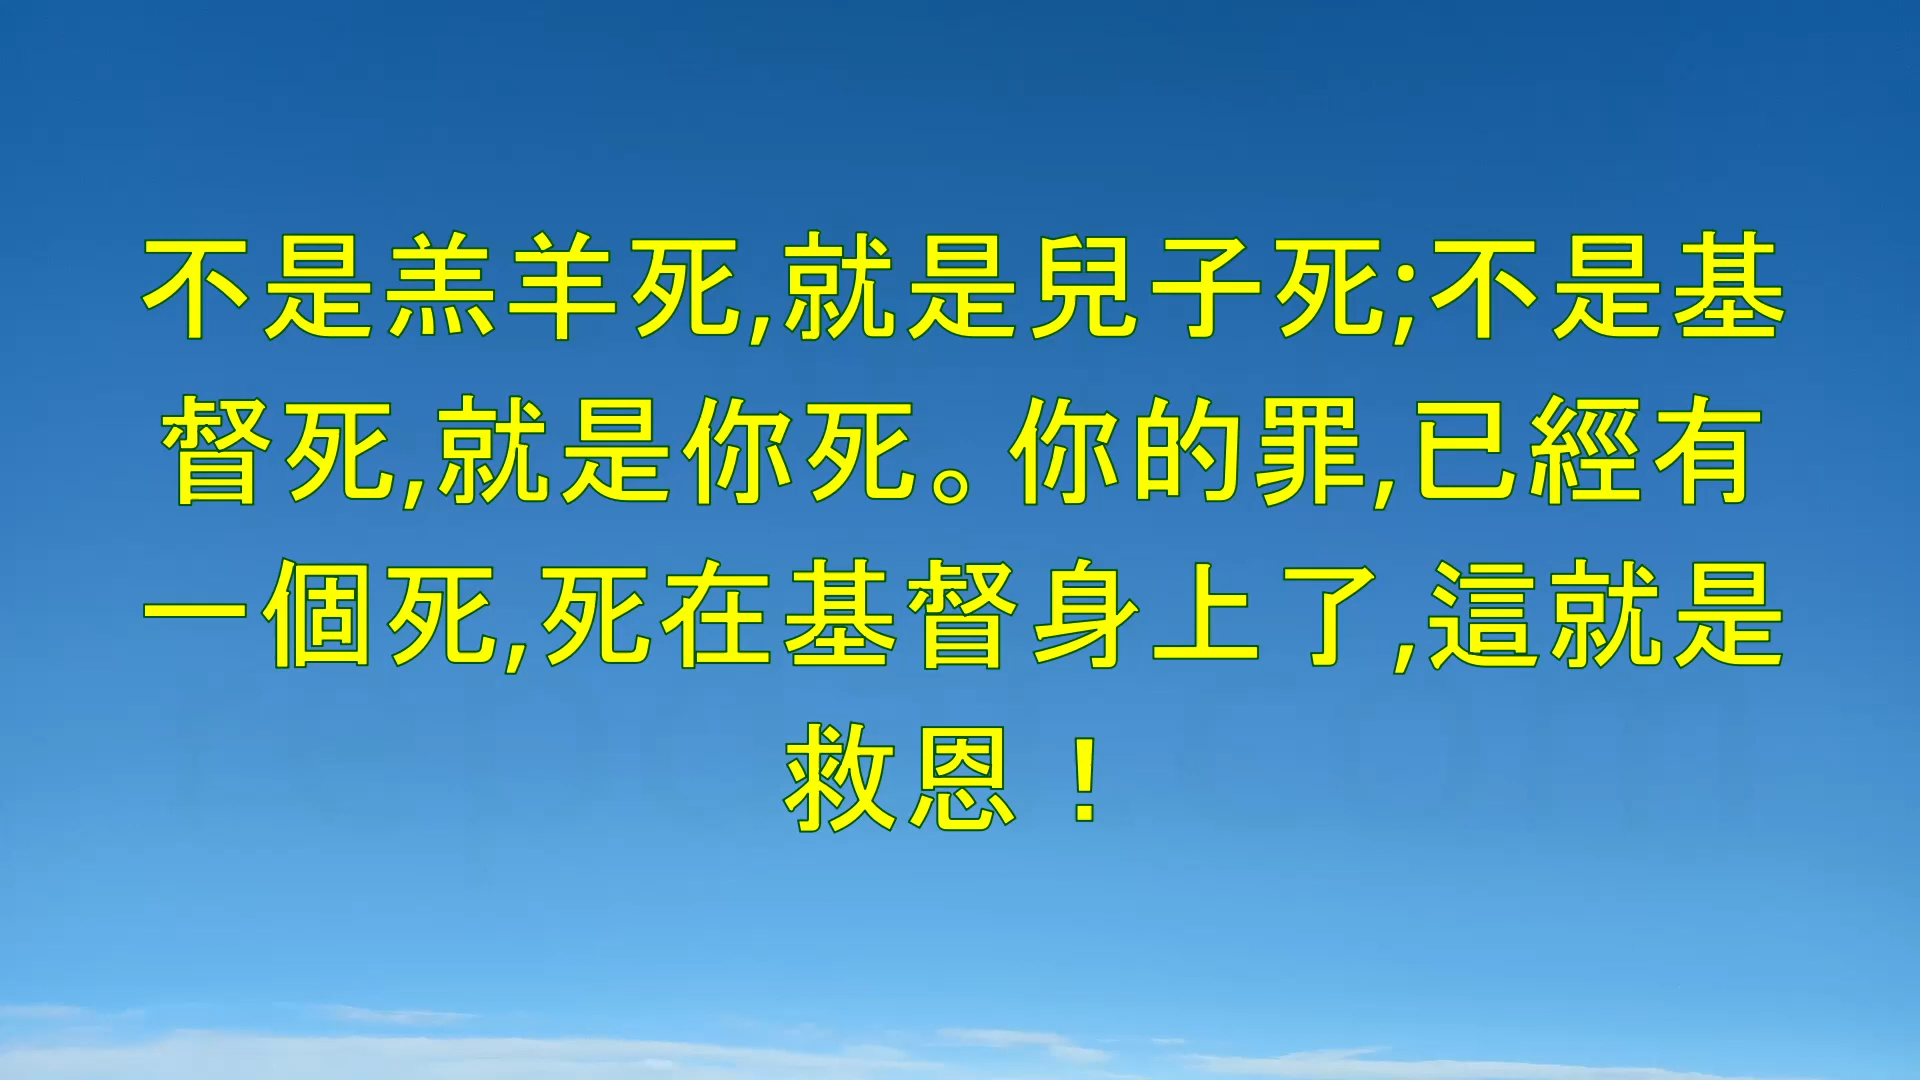 不是羔羊死,就是兒子死;不是基
督死,就是你死。你的罪,已經有
一個死,死在基督身上了,這就是
救恩！